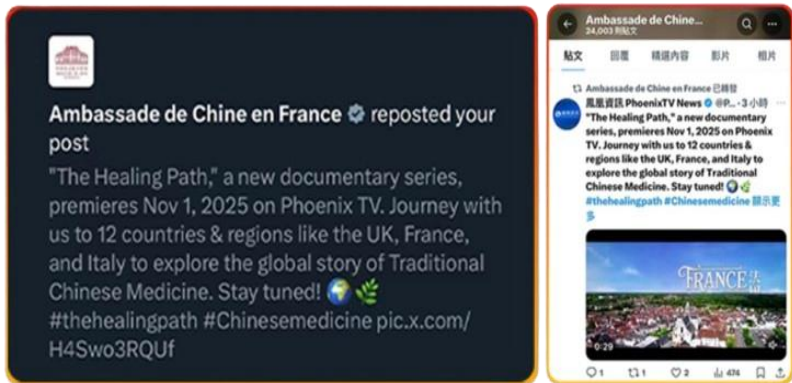 Ambassade de Chine en France reposted your
post
"The Healing Path," a new documentary series,
premieres Nov 1, 2025 on Phoenix TV. Journey with
us to 12 countries & regions like the UK, France,
and Italy to explore the global story of Traditional
Chinese Medicine. Stay tuned! 🌍🌿
#thehealingpath #Chinesemedicine pic.x.com/
H4Swo3RQUf
Ambassade de Chine...
24,003 則貼文
貼文 回覆 精選內容 影片 相片
Ambassade de Chine en France 已轉發
鳳凰資訊 PhoenixTV News @P... · 3 小時
"The Healing Path," a new documentary
series, premieres Nov 1, 2025 on Phoenix
TV. Journey with us to 12 countries &
regions like the UK, France, and Italy to
explore the global story of Traditional
Chinese Medicine. Stay tuned! 🌍🌿
#thehealingpath #Chinesemedicine 顯示更
多
FRANCE 法國
0:29
1 1 2 474